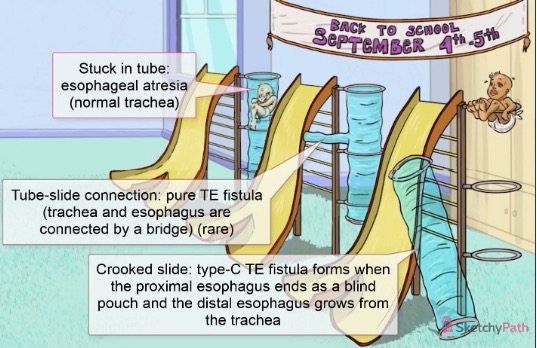 BACK TO SCHOOL
SEPTEMBER 4th-5th
Stuck in tube:
esophageal atresia
(normal trachea)
Tube-slide connection: pure TE fistula
(trachea and esophagus are
connected by a bridge) (rare)
Crooked slide: type-C TE fistula forms when
the proximal esophagus ends as a blind
pouch and the distal esophagus grows from
the trachea
SketchyPath